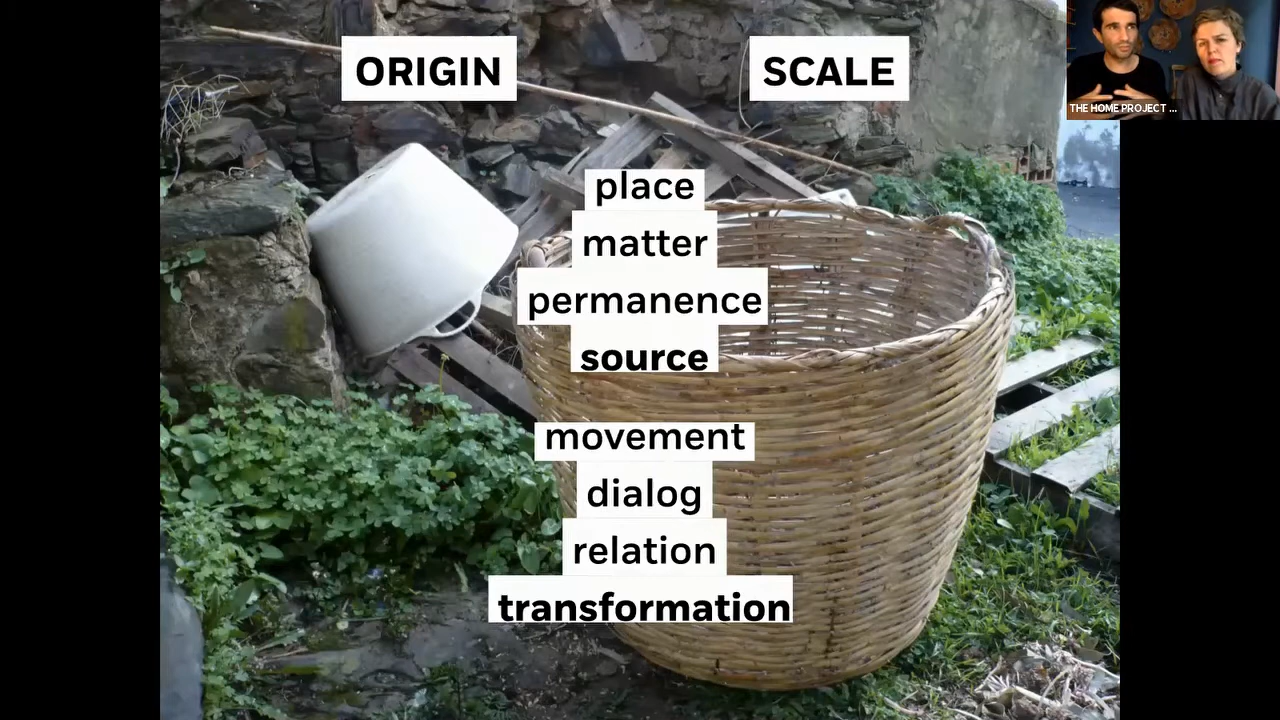 ORIGIN
SCALE
place
matter
permanence
source
movement
dialog
relation
transformation
THE HOME PROJECT ...